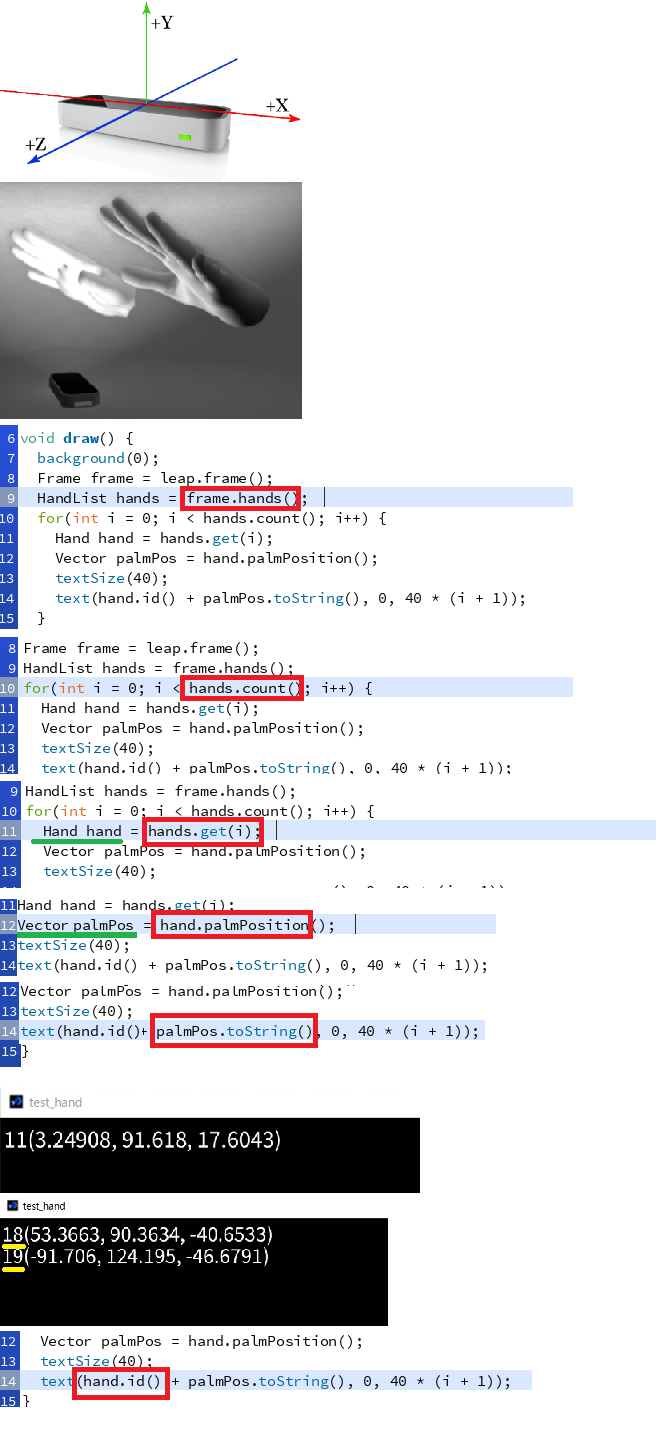 +Y
+X
+Z
6 void draw() {
7 background(0);
8 Frame frame = leap.frame();
9 HandList hands = frame.hands();
10 for(int i = 0; i < hands.count(); i++) {
11 Hand hand = hands.get(i);
12 Vector palmPos = hand.palmPosition();
13 textSize(40);
14 text(hand.id() + palmPos.toString(), 0, 40 * (i + 1));
15 }
8 Frame frame = leap.frame();
9 HandList hands = frame.hands();
10 for(int i = 0; i < hands.count(); i++) {
11 Hand hand = hands.get(i);
12 Vector palmPos = hand.palmPosition();
13 textSize(40);
14 text(hand.id() + palmPos.toString(), 0, 40 * (i + 1));
9 HandList hands = frame.hands();
10 for(int i = 0; i < hands.count(); i++) {
11 Hand hand = hands.get(i);
12 Vector palmPos = hand.palmPosition();
13 textSize(40);
11 Hand hand = hands.get(i);
12 Vector palmPos = hand.palmPosition();
13 textSize(40);
14 text(hand.id() + palmPos.toString(), 0, 40 * (i + 1));
12 Vector palmPos = hand.palmPosition();
13 textSize(40);
14 text(hand.id()+ palmPos.toString(), 0, 40 * (i + 1));
15 }
test_hand
11(3.24908, 91.618, 17.6043)
test_hand
18(53.3663, 90.3634, -40.6533)
19(-91.706, 124.195, -46.6791)
12 Vector palmPos = hand.palmPosition();
13 textSize(40);
14 text(hand.id() + palmPos.toString(), 0, 40 * (i + 1));
15 }